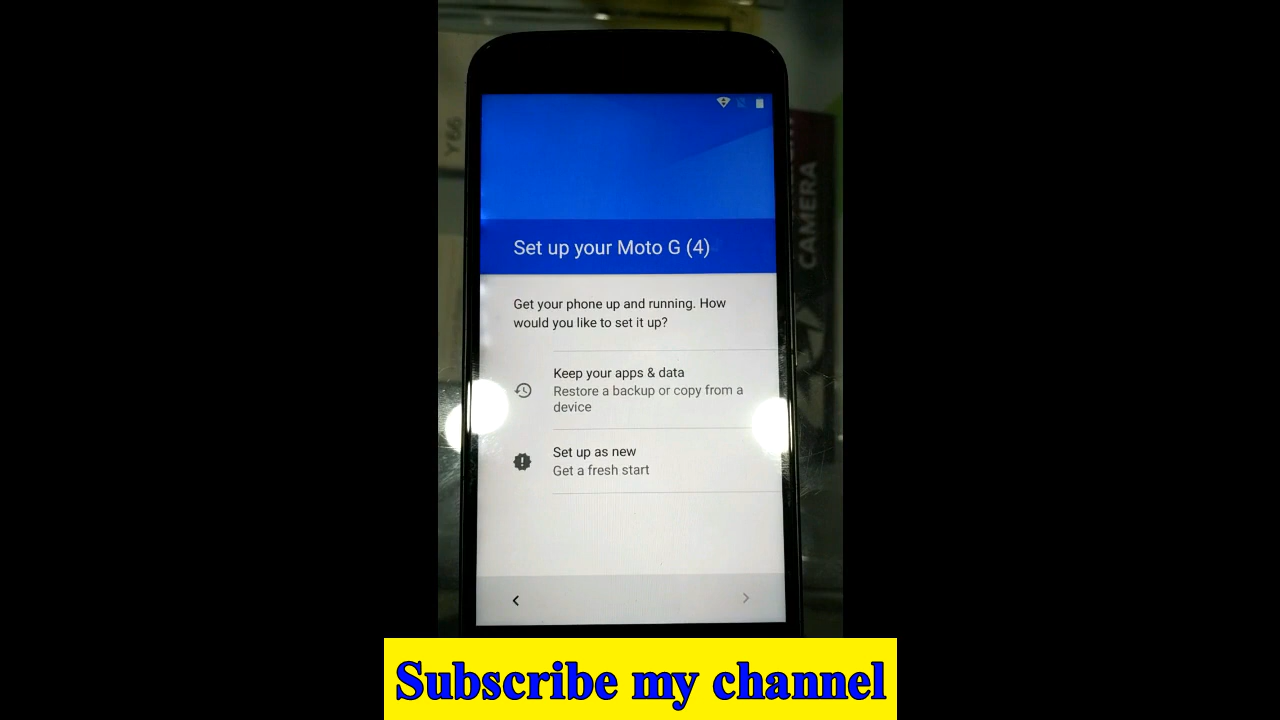 Y66
CAMERA
Set up your Moto G (4)
Get your phone up and running. How
would you like to set it up?
Keep your apps & data
Restore a backup or copy from a
device
Set up as new
Get a fresh start
Subscribe my channel